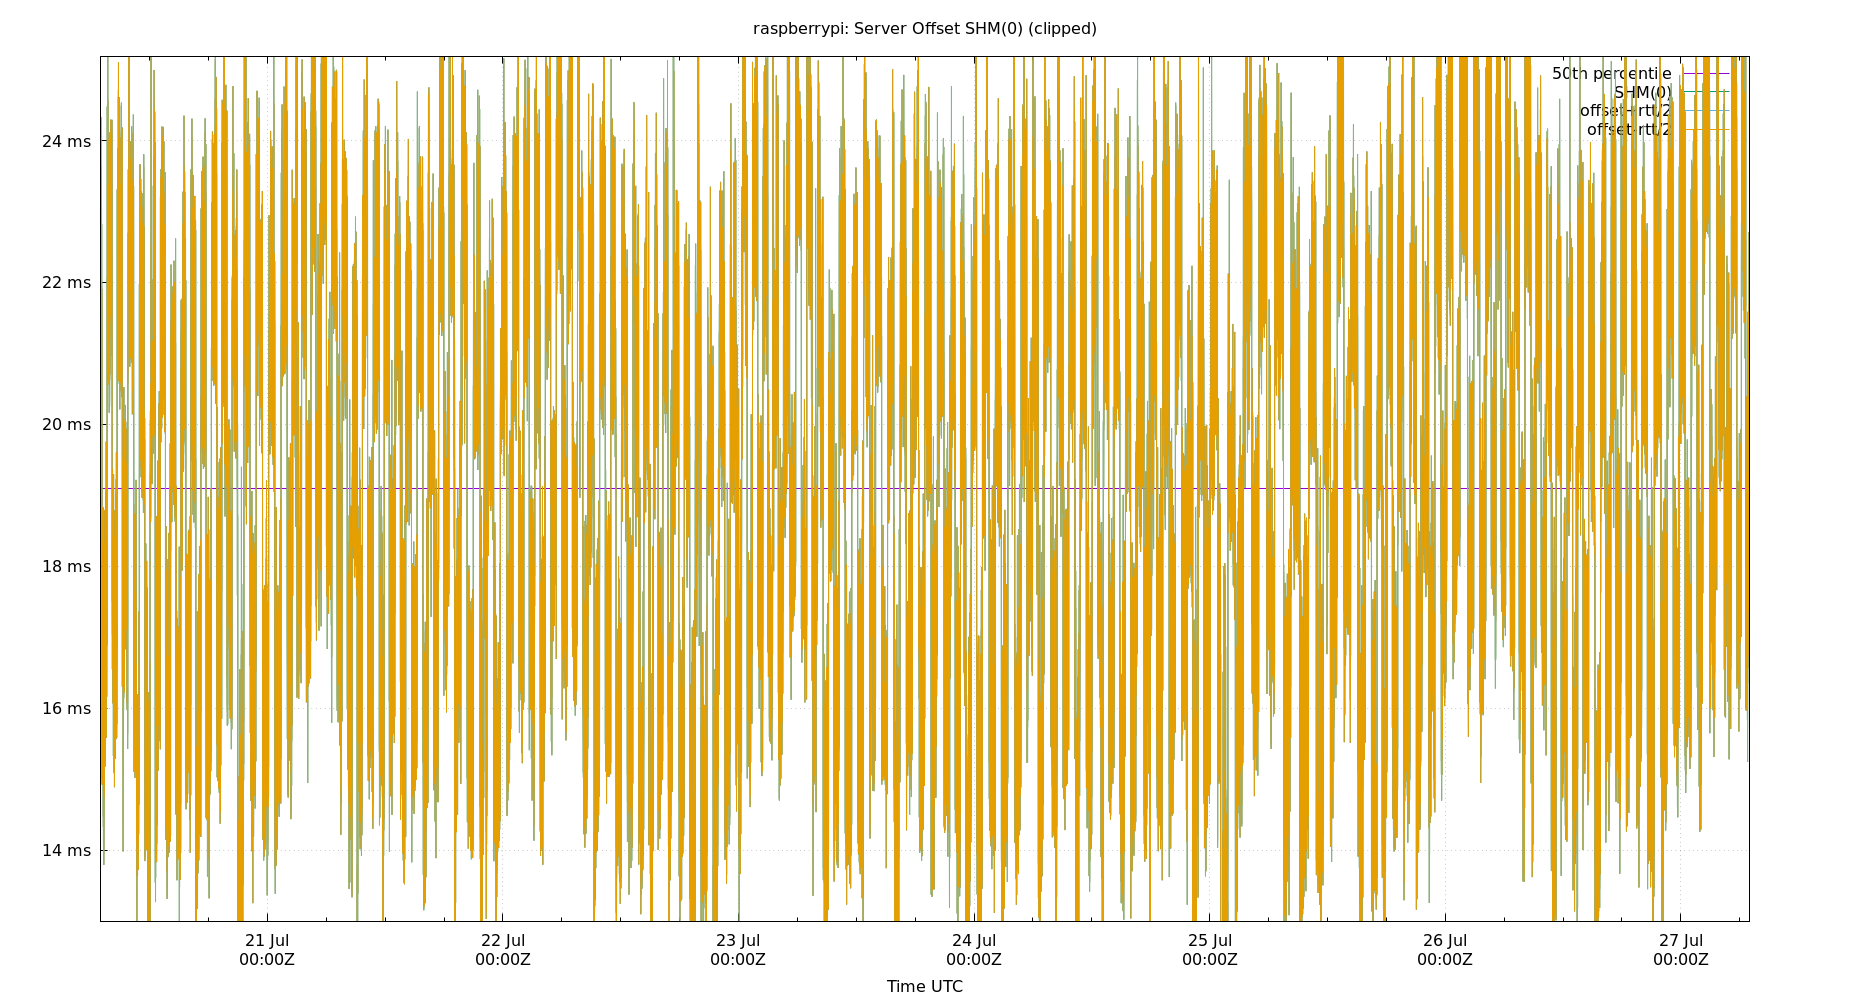 raspberrypi: Server Offset SHM(0) (clipped)
50th percentile
SHM(0)
offset+rtt/2
offset-rtt/2
24 ms
22 ms
20 ms
18 ms
16 ms
14 ms
21 Jul
00:00Z
22 Jul
00:00Z
23 Jul
00:00Z
24 Jul
00:00Z
25 Jul
00:00Z
26 Jul
00:00Z
27 Jul
00:00Z
Time UTC